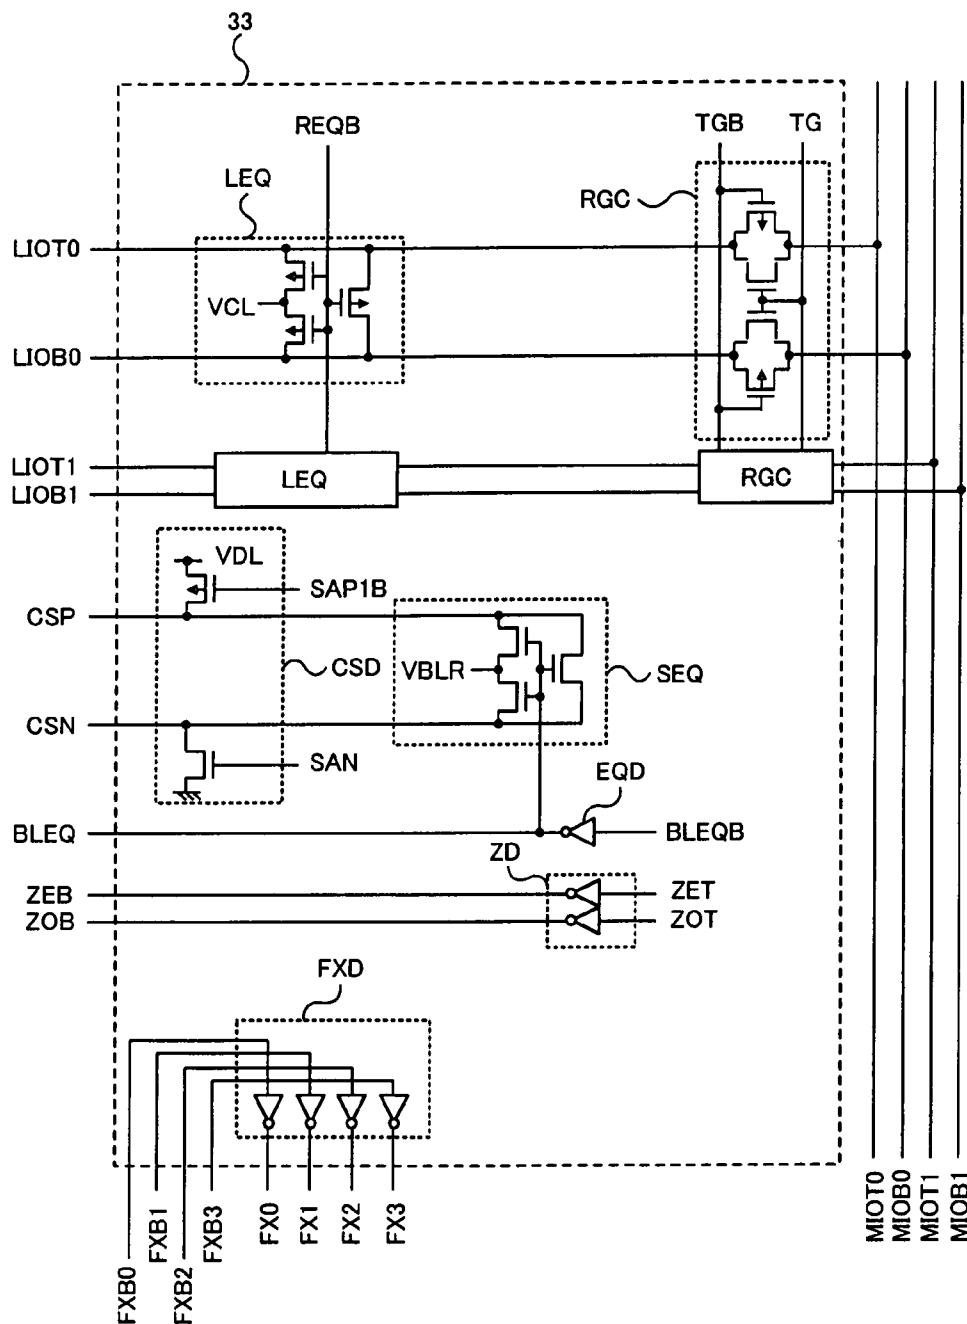 33
REQB
TGB
TG
LEQ
RGC
LIOT0
VCL
LIOB0
LIOT1
LEQ
RGC
LIOB1
VDL
SAP1B
CSP
VBLR
CSD
SEQ
CSN
SAN
EQD
BLEQ
BLEQB
ZD
ZEB
ZET
ZOB
ZOT
FXD
FXB0
FXB1
FXB2
FXB3
FX0
FX1
FX2
FX3
MIOT0
MIOB0
MIOT1
MIOB1